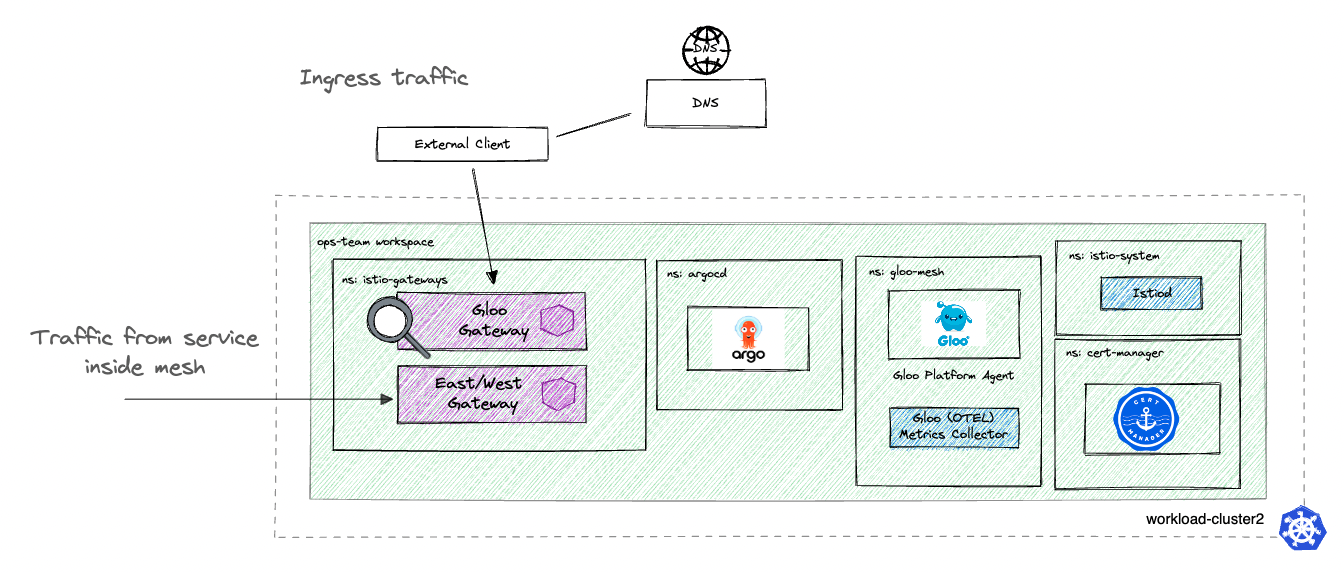 DNS
Ingress traffic
DNS
External Client
ops-team workspace
ns: istio-gateways
Gloo
Gateway
East/West
Gateway
Traffic from service
inside mesh
ns: argocd
argo
ns: gloo-mesh
Gloo
Gloo Platform Agent
Gloo (OTEL)
Metrics Collector
ns: istio-system
Istiod
ns: cert-manager
CERT
MANAGER
workload-cluster2